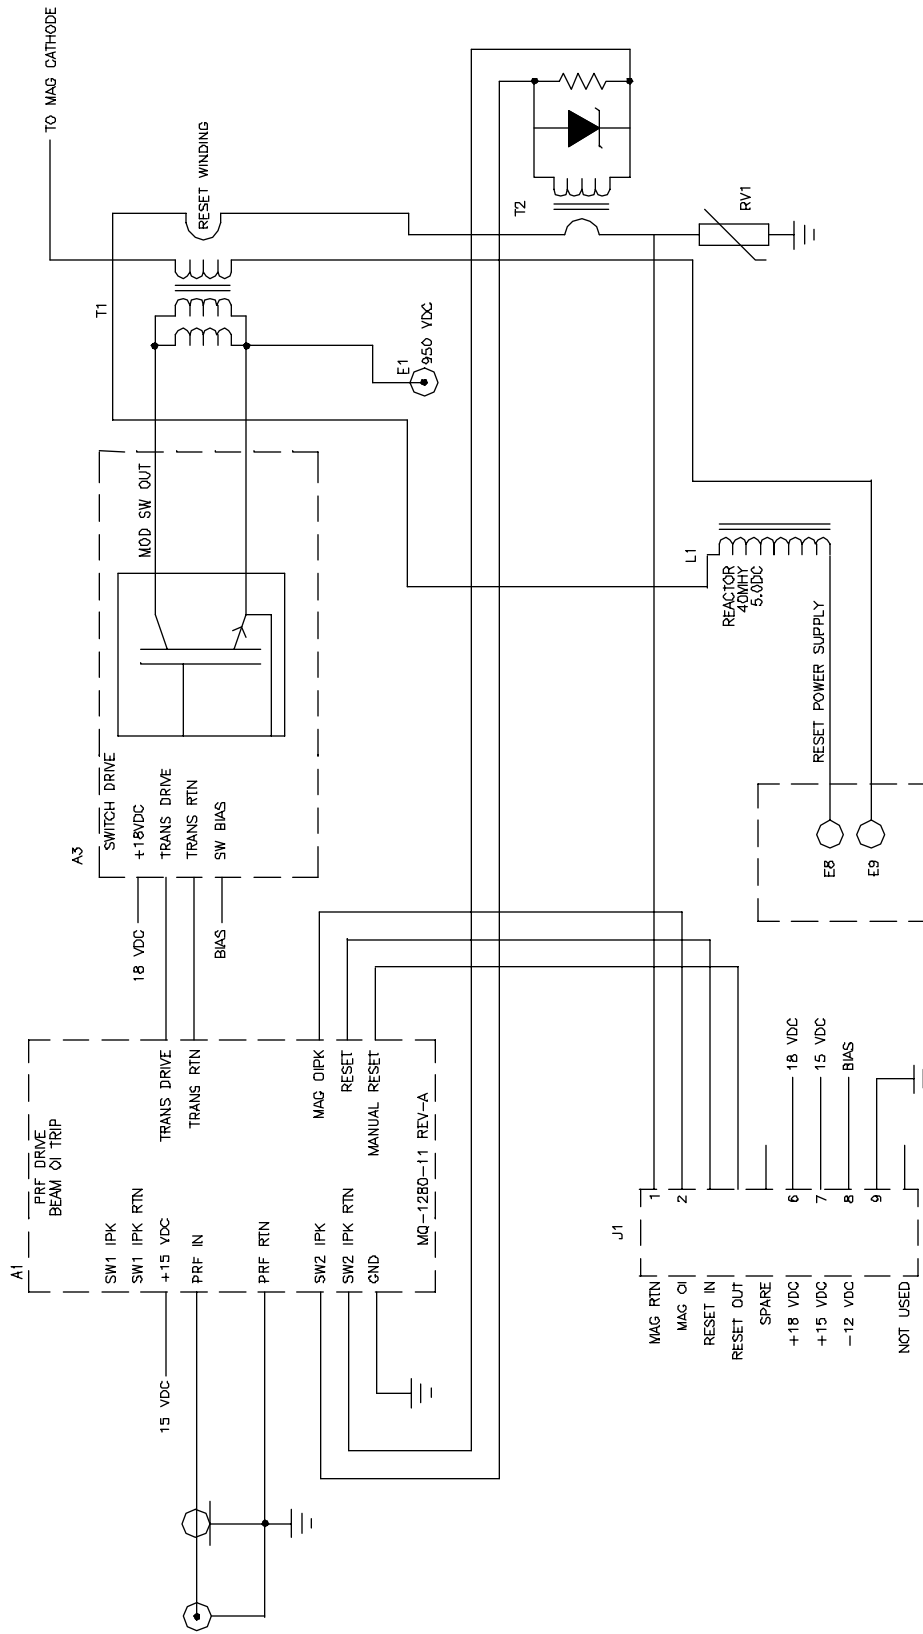 A1
PRF DRIVE
BEAM OI TRIP
SW1 IPK
SW1 IPK RTN
+15 VDC
PRF IN
PRF RTN
SW2 IPK
SW2 IPK RTN
GND
TRANS DRIVE
TRANS RTN
MAG OIPK
RESET
MANUAL RESET
MQ-1280-11 REV-A
15 VDC
A3
SWITCH DRIVE
+18VDC
TRANS DRIVE
TRANS RTN
SW BIAS
18 VDC
BIAS
MOD SW OUT
T1
TO MAG CATHODE
RESET WINDING
E1
950 VDC
T2
RV1
L1
REACTOR
40MHY
5.0DC
RESET POWER SUPPLY
E8
E9
J1
MAG RTN
MAG OI
RESET IN
RESET OUT
SPARE
+18 VDC
+15 VDC
-12 VDC
NOT USED
1
2
6
7
8
9
18 VDC
15 VDC
BIAS